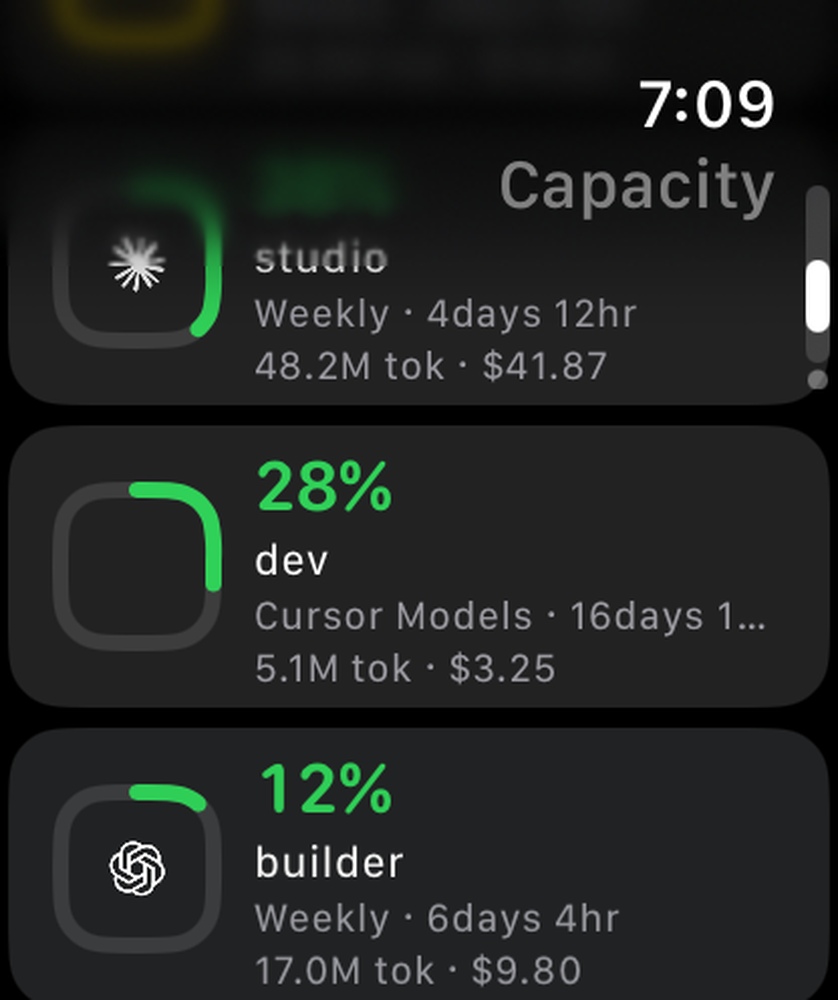 7:09
Capacity
studio
Weekly · 4days 12hr
48.2M tok · $41.87
28%
dev
Cursor Models · 16days 1…
5.1M tok · $3.25
12%
builder
Weekly · 6days 4hr
17.0M tok · $9.80